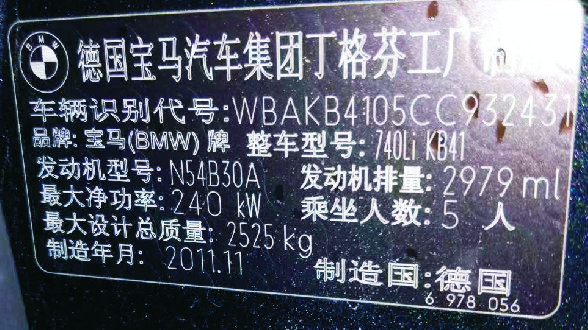 BMW
德国宝马汽车集团丁格芬工厂制
车辆识别代号:WBAKB4105CC932431
品牌:宝马(BMW)牌 整车型号:740Li KB41
发动机型号:N54B30A 发动机排量:2979 ml
最大净功率:240 kW 乘坐人数:5 人
最大设计总质量:2525 kg
制造年月:2011.11 制造国:德国
6 978 056